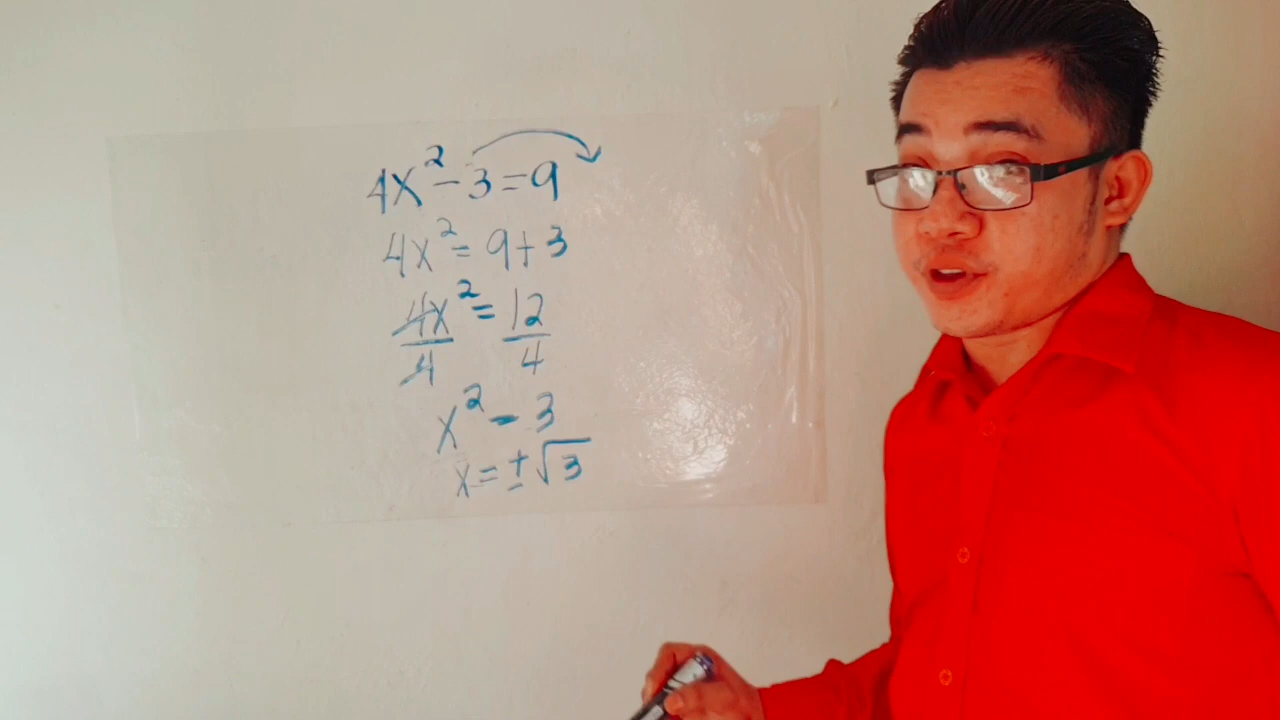 4x² - 3 = 9
4x² = 9 + 3
4x²/4 = 12/4
x² - 3
x = ±√3